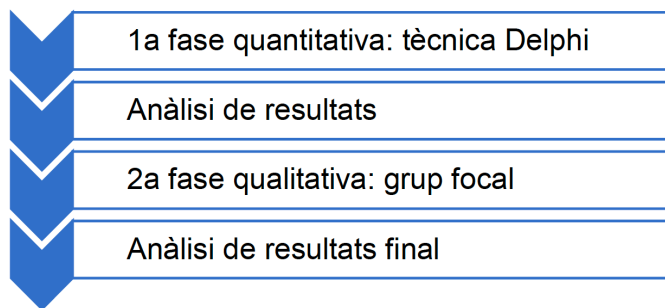 1a fase quantitativa: tècnica Delphi
Anàlisi de resultats
2a fase qualitativa: grup focal
Anàlisi de resultats final